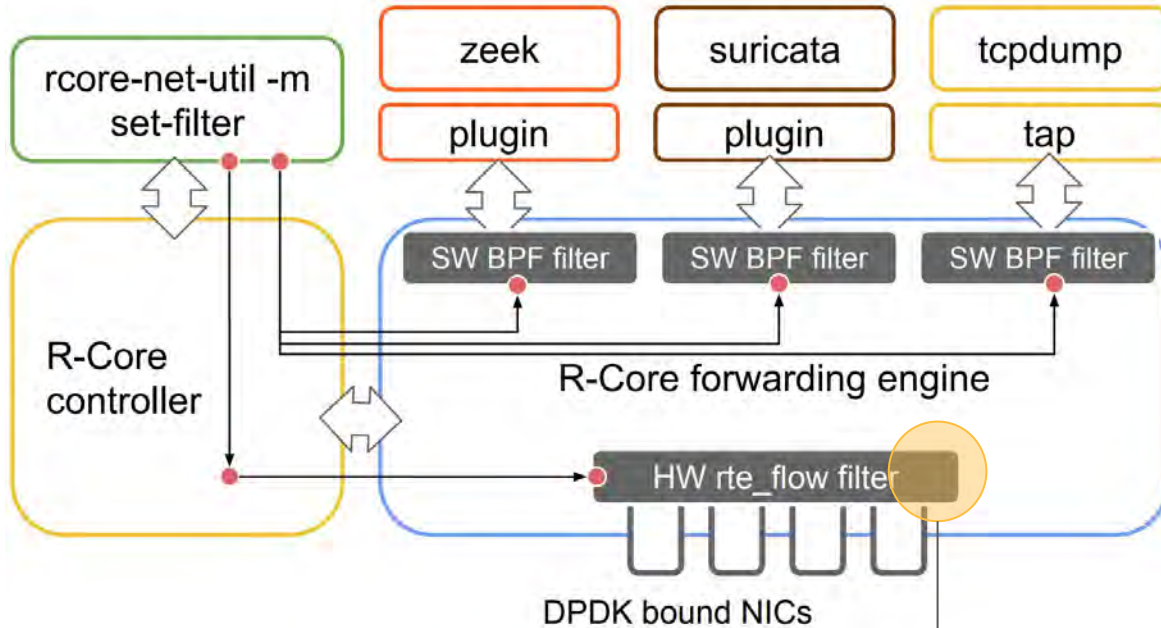 rcore-net-util -m
set-filter
zeek
suricata
tcpdump
plugin
plugin
tap
SW BPF filter
SW BPF filter
SW BPF filter
R-Core
controller
R-Core forwarding engine
HW rte_flow filter
DPDK bound NICs